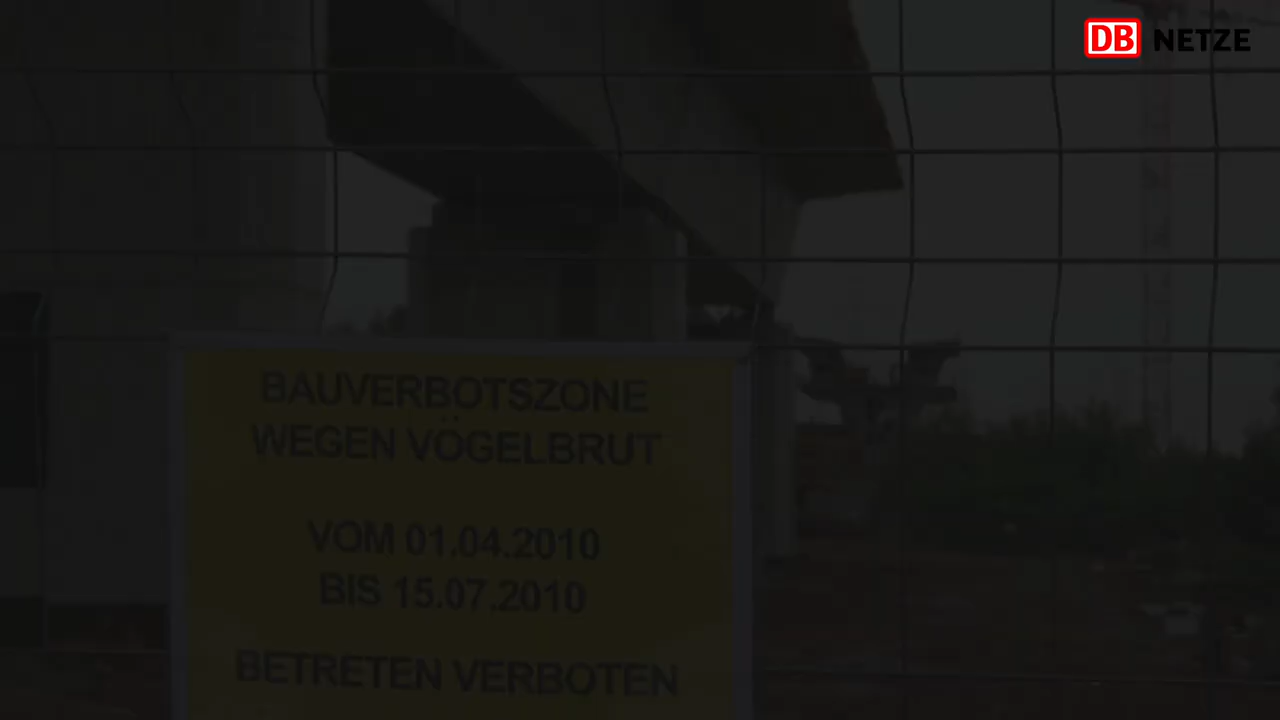 DB NETZE
BAUVERBOTSZONE
WEGEN VÖGELBRUT
VOM 01.04.2010
BIS 15.07.2010
BETRETEN VERBOTEN